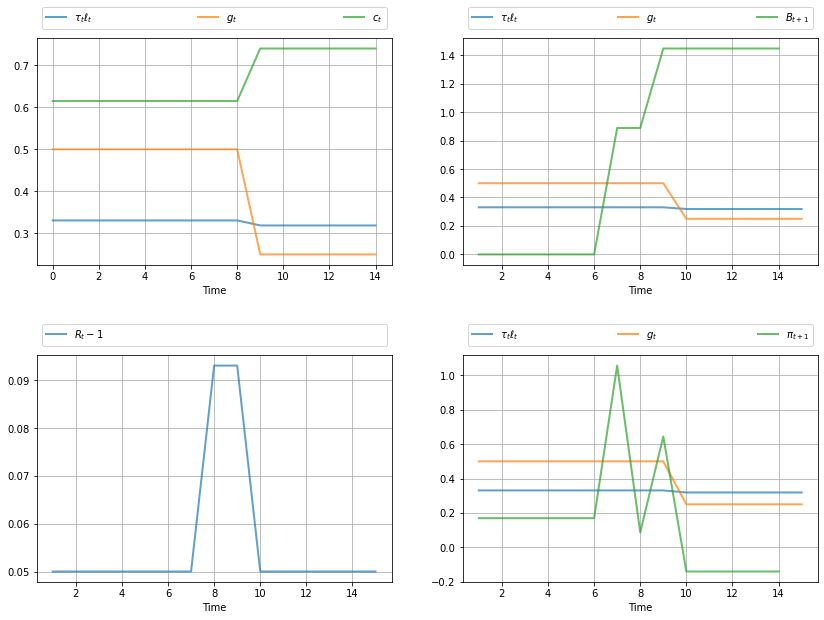 τₜℓₜ gₜ cₜ
0.7
0.6
0.5
0.4
0.3
0 2 4 6 8 10 12 14
Time
τₜℓₜ gₜ Bₜ₊₁
1.4
1.2
1.0
0.8
0.6
0.4
0.2
0.0
2 4 6 8 10 12 14
Time
Rₜ − 1
0.09
0.08
0.07
0.06
0.05
2 4 6 8 10 12 14
Time
τₜℓₜ gₜ πₜ₊₁
1.0
0.8
0.6
0.4
0.2
0.0
−0.2
2 4 6 8 10 12 14
Time